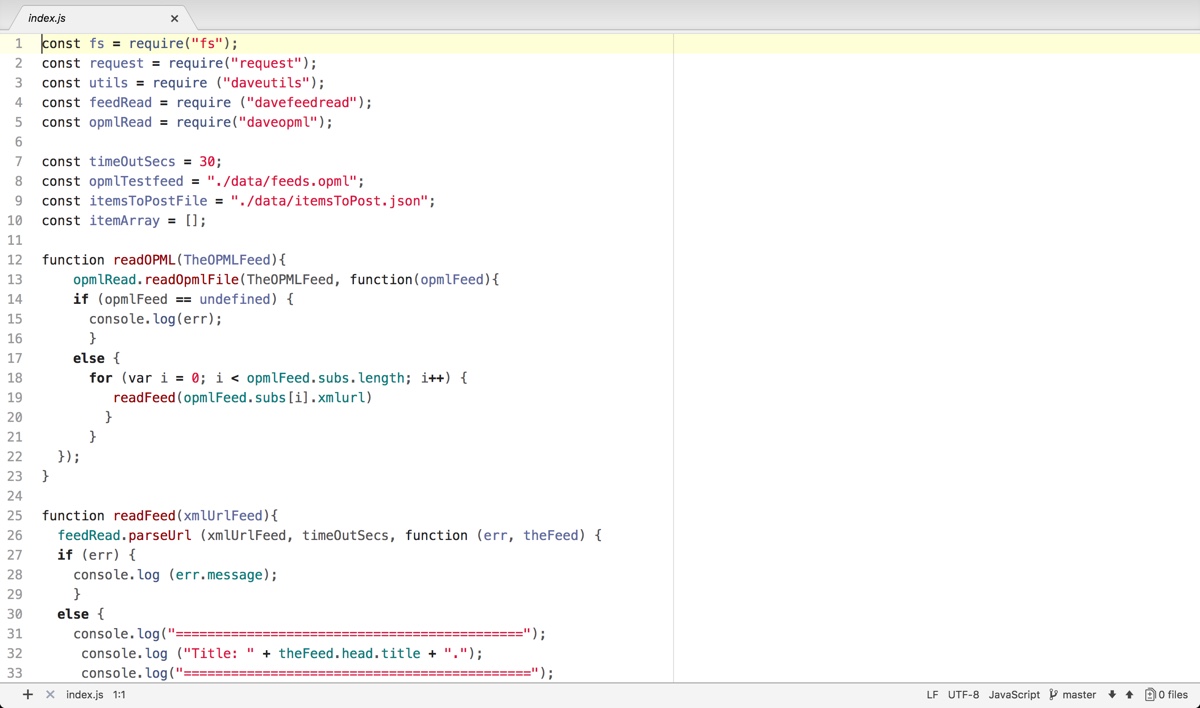 index.js ×
1 const fs = require("fs");
2 const request = require("request");
3 const utils = require ("daveutils");
4 const feedRead = require ("davefeedread");
5 const opmlRead = require("daveopml");
6
7 const timeOutSecs = 30;
8 const opmlTestfeed = "./data/feeds.opml";
9 const itemsToPostFile = "./data/itemsToPost.json";
10 const itemArray = [];
11
12 function readOPML(TheOPMLFeed){
13     opmlRead.readOpmlFile(TheOPMLFeed, function(opmlFeed){
14     if (opmlFeed == undefined) {
15       console.log(err);
16       }
17     else {
18       for (var i = 0; i < opmlFeed.subs.length; i++) {
19          readFeed(opmlFeed.subs[i].xmlurl)
20         }
21       }
22   });
23 }
24
25 function readFeed(xmlUrlFeed){
26   feedRead.parseUrl (xmlUrlFeed, timeOutSecs, function (err, theFeed) {
27   if (err) {
28     console.log (err.message);
29     }
30   else {
31     console.log("============================================");
32      console.log ("Title: " + theFeed.head.title + ".");
33      console.log("============================================");
+ × index.js 1:1 LF UTF-8 JavaScript master 0 files